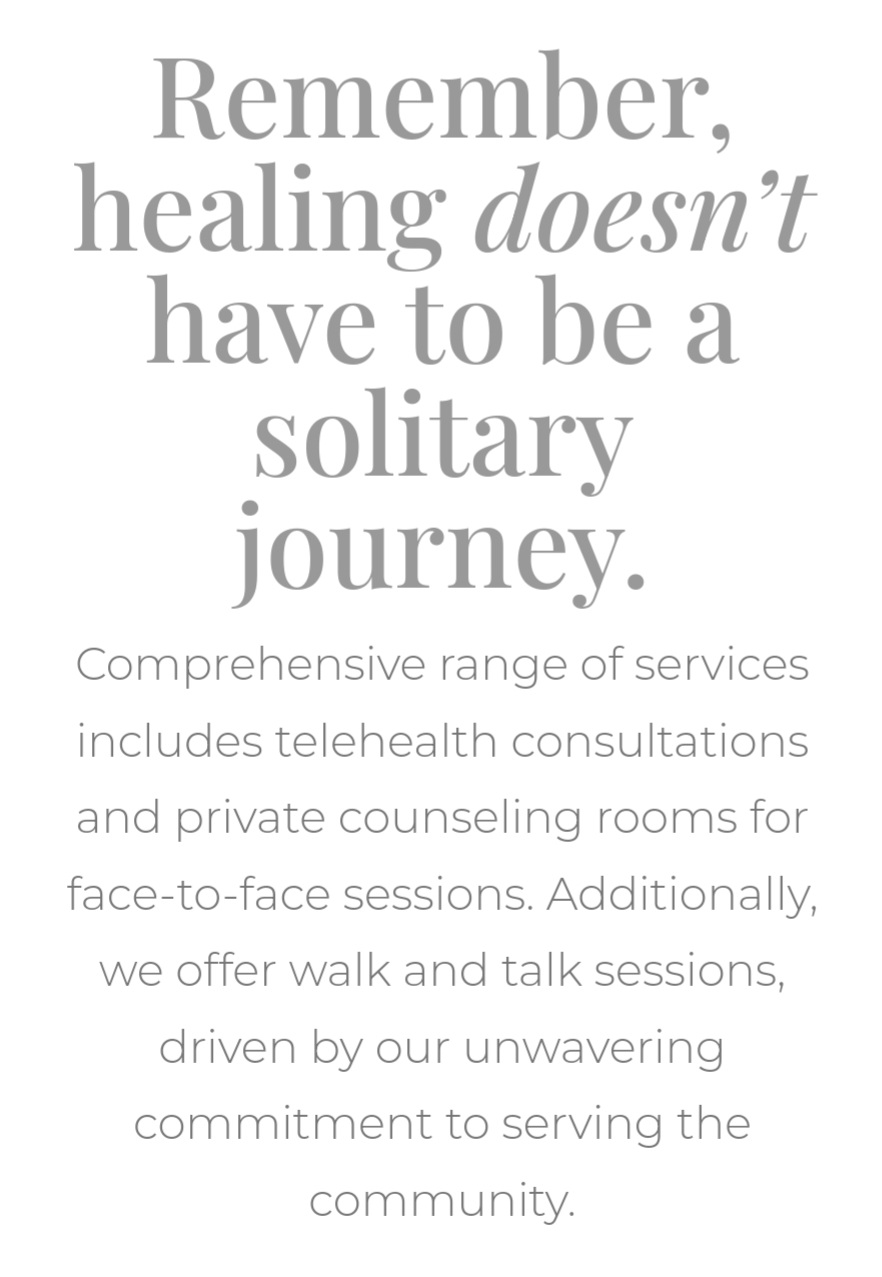 Remember,
healing doesn’t
have to be a
solitary
journey.
Comprehensive range of services
includes telehealth consultations
and private counseling rooms for
face-to-face sessions. Additionally,
we offer walk and talk sessions,
driven by our unwavering
commitment to serving the
community.